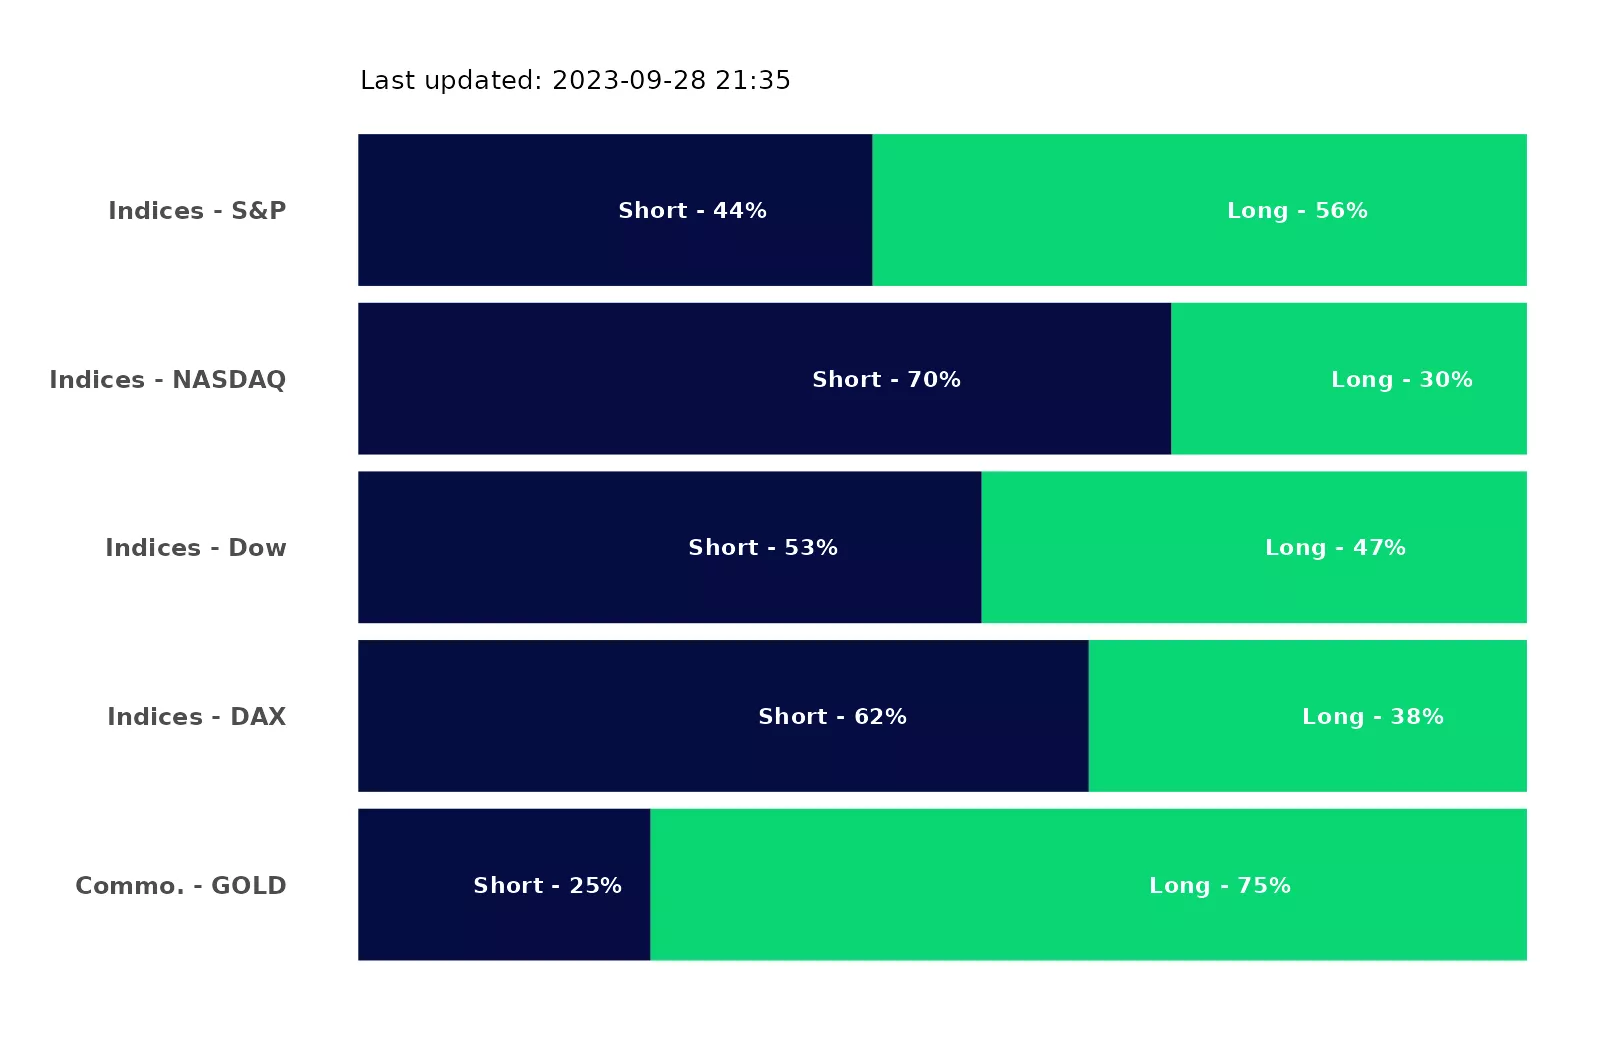 Last updated: 2023-09-28 21:35
Indices - S&P Short - 44% Long - 56%
Indices - NASDAQ Short - 70% Long - 30%
Indices - Dow Short - 53% Long - 47%
Indices - DAX Short - 62% Long - 38%
Commo. - GOLD Short - 25% Long - 75%